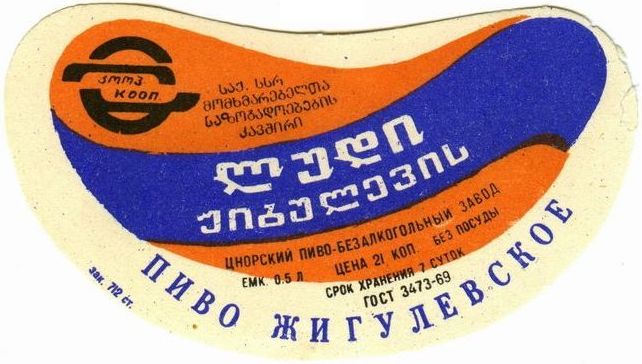 კოოპ
КООП
საქ. სსრ
მომხმარებელთა
საზოგადოებების
კავშირი
ლუდი
ჟიგულევის
ЦНОРСКИЙ ПИВО-БЕЗАЛКОГОЛЬНЫЙ ЗАВОД
ЕМК. 0.5 Л ЦЕНА 21 КОП. БЕЗ ПОСУДЫ
СРОК ХРАНЕНИЯ 7 СУТОК
ГОСТ 3473-69
ПИВО ЖИГУЛЕВСКОЕ
зак. 712 ст.